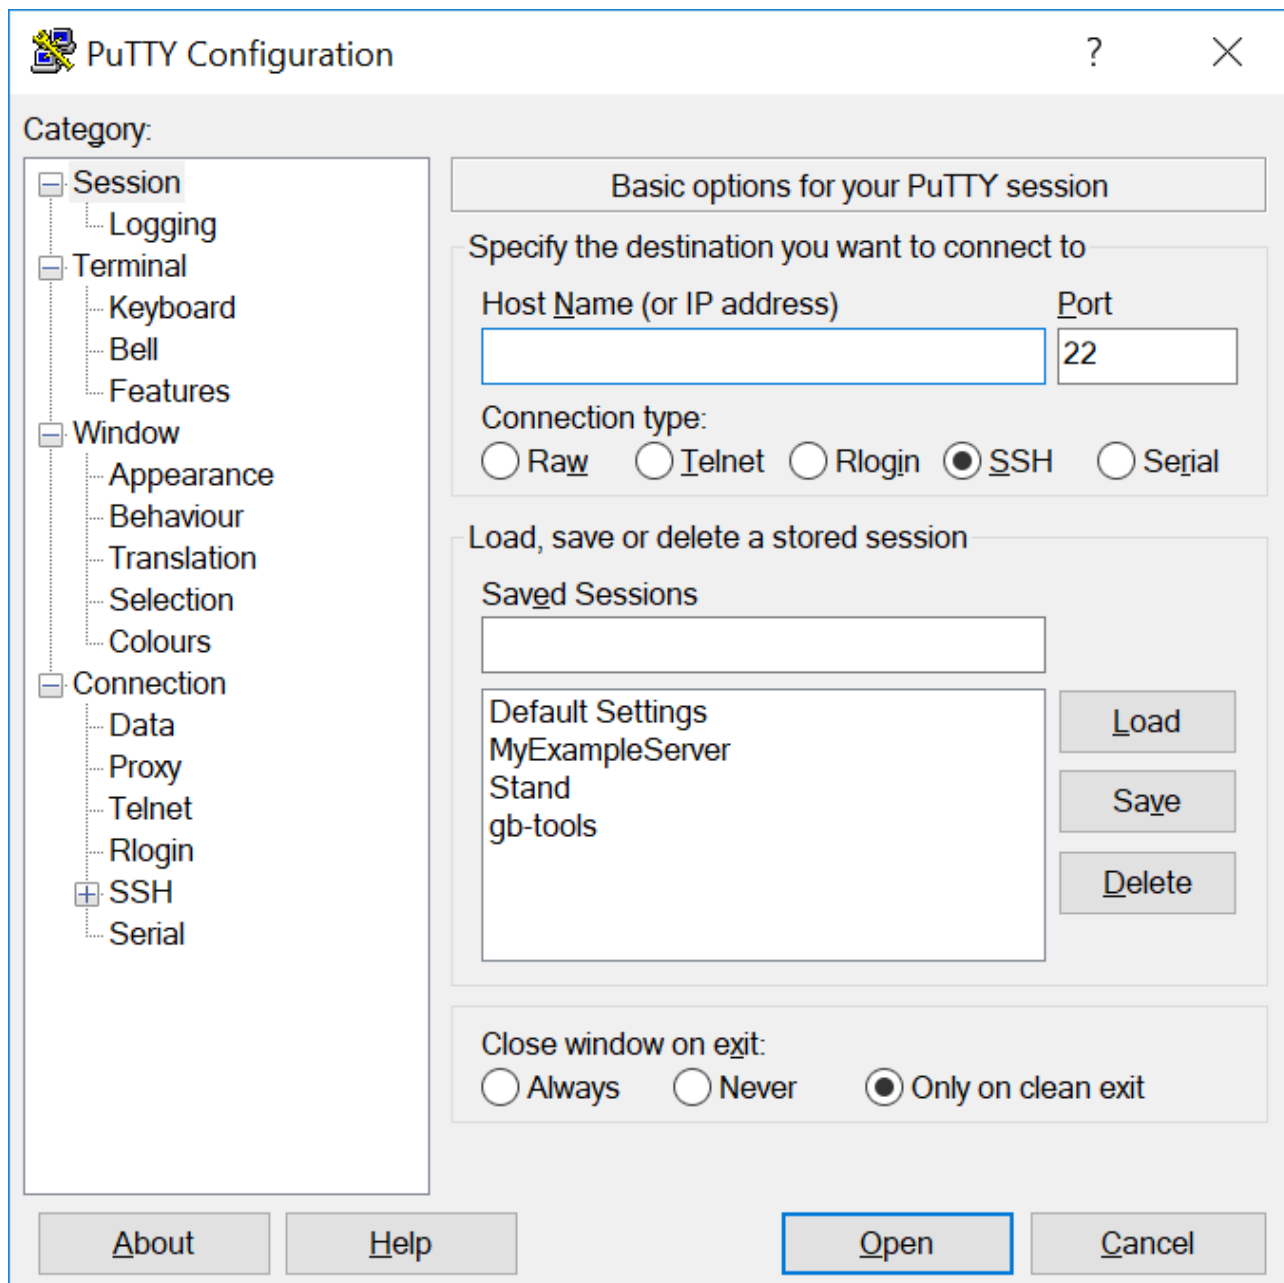 PuTTY Configuration
?
Category:
Session
Logging
Terminal
Keyboard
Bell
Features
Window
Appearance
Behaviour
Translation
Selection
Colours
Connection
Data
Proxy
Telnet
Rlogin
SSH
Serial
Basic options for your PuTTY session
Specify the destination you want to connect to
Host Name (or IP address) Port
22
Connection type:
Raw Telnet Rlogin SSH Serial
Load, save or delete a stored session
Saved Sessions
Default Settings
MyExampleServer
Stand
gb-tools
Load
Save
Delete
Close window on exit:
Always Never Only on clean exit
About Help Open Cancel